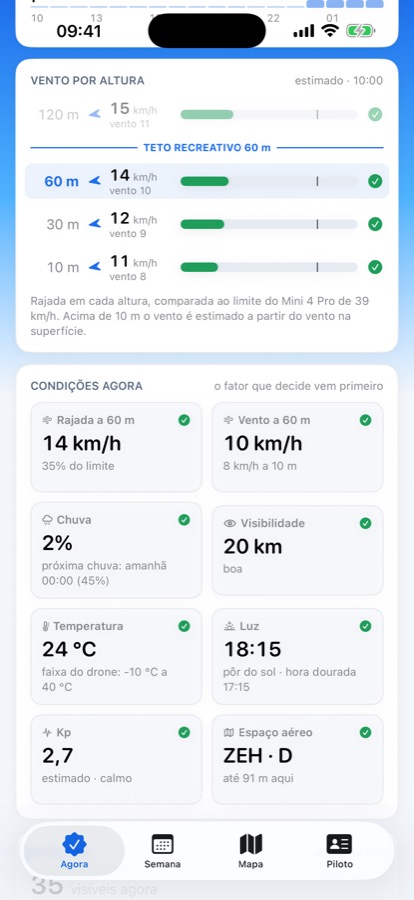 10 13 22 01
09:41
VENTO POR ALTURA estimado · 10:00
120 m 15 km/h
vento 11
TETO RECREATIVO 60 m
60 m 14 km/h
vento 10
30 m 12 km/h
vento 9
10 m 11 km/h
vento 8
Rajada em cada altura, comparada ao limite do Mini 4 Pro de 39
km/h. Acima de 10 m o vento é estimado a partir do vento na
superfície.
CONDIÇÕES AGORA o fator que decide vem primeiro
Rajada a 60 m
14 km/h
35% do limite
Vento a 60 m
10 km/h
8 km/h a 10 m
Chuva
2%
próxima chuva: amanhã
00:00 (45%)
Visibilidade
20 km
boa
Temperatura
24 °C
faixa do drone: -10 °C a
40 °C
Luz
18:15
pôr do sol · hora dourada
17:15
Kp
2,7
estimado · calmo
Espaço aéreo
ZEH · D
até 91 m aqui
Agora Semana Mapa Piloto
35 visíveis agora